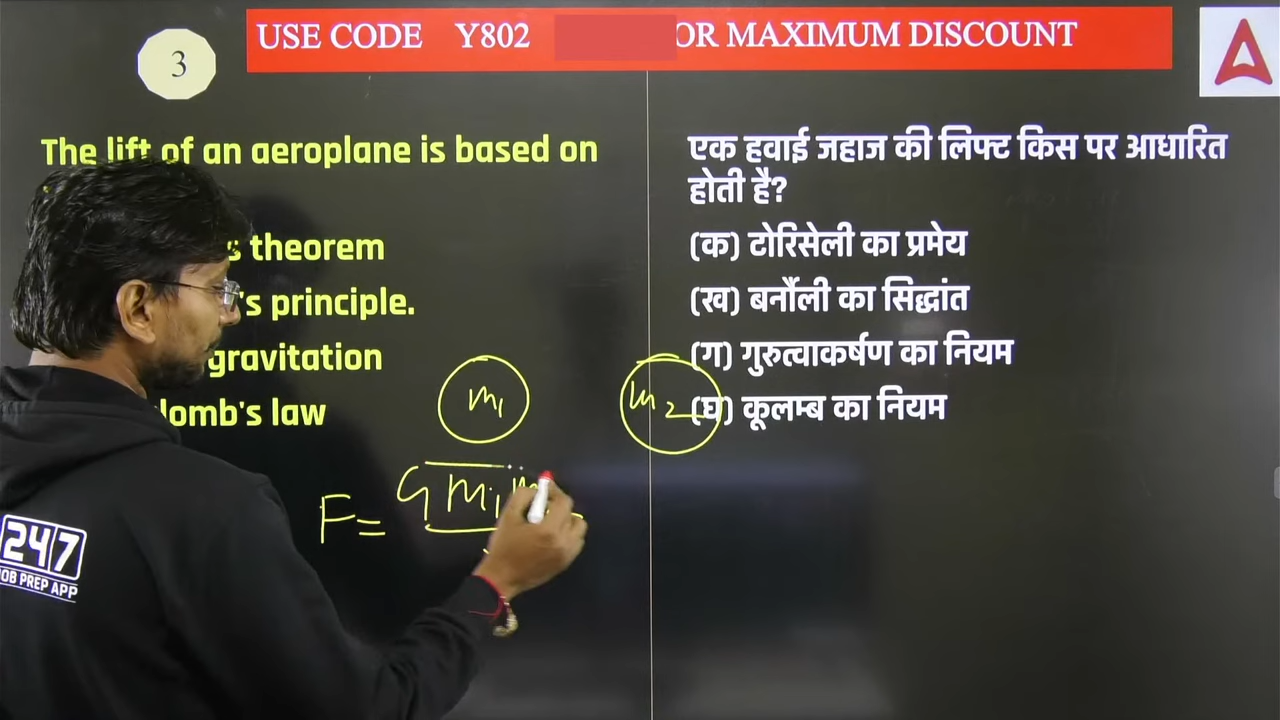 3
USE CODE Y802 OR MAXIMUM DISCOUNT
The lift of an aeroplane is based on
s theorem
's principle.
gravitation
lomb's law
एक हवाई जहाज की लिफ्ट किस पर आधारित
होती है?
(क) टोरिसेली का प्रमेय
(ख) बर्नौली का सिद्धांत
(ग) गुरुत्वाकर्षण का नियम
(घ) कूलम्ब का नियम
m₁
m₂
F = G m₁ m
247
JOB PREP APP